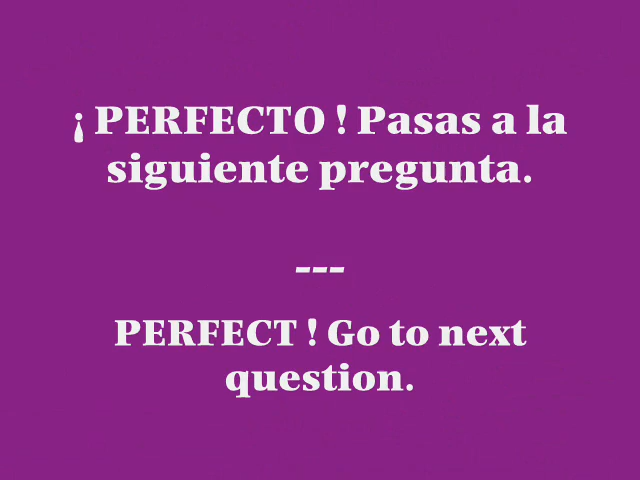 ¡ PERFECTO ! Pasas a la
siguiente pregunta.
---
PERFECT ! Go to next
question.